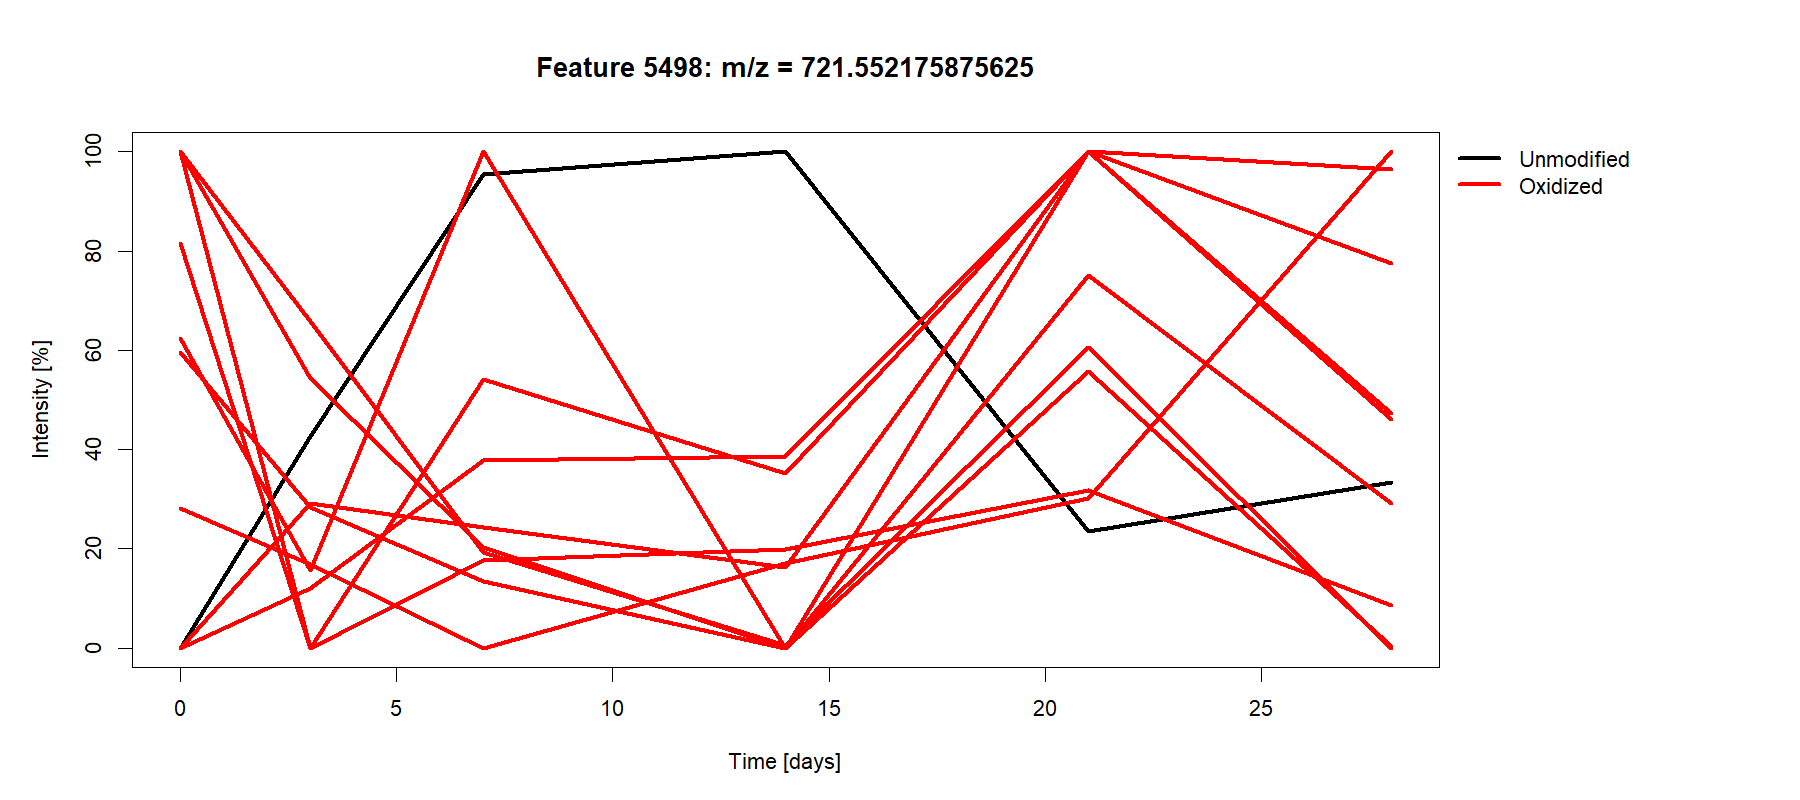 Feature 5498: m/z = 721.552175875625
Unmodified
Oxidized
Intensity [%]
100
80
60
40
20
0
0 5 10 15 20 25
Time [days]